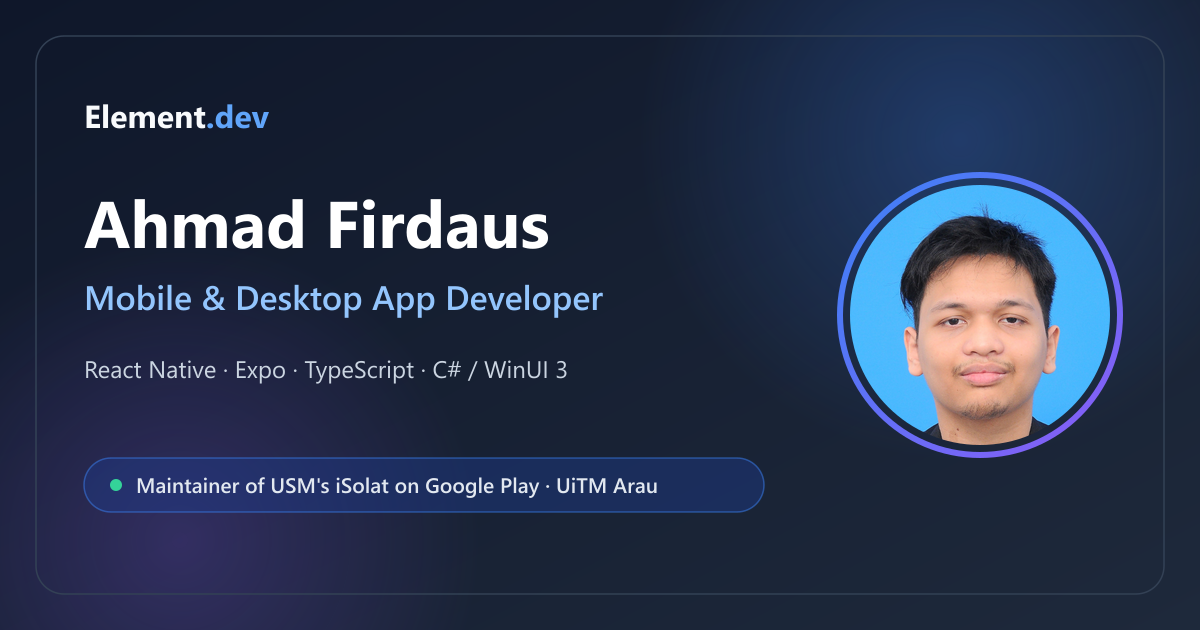 Element.dev
Ahmad Firdaus
Mobile & Desktop App Developer
React Native · Expo · TypeScript · C# / WinUI 3
Maintainer of USM's iSolat on Google Play · UiTM Arau